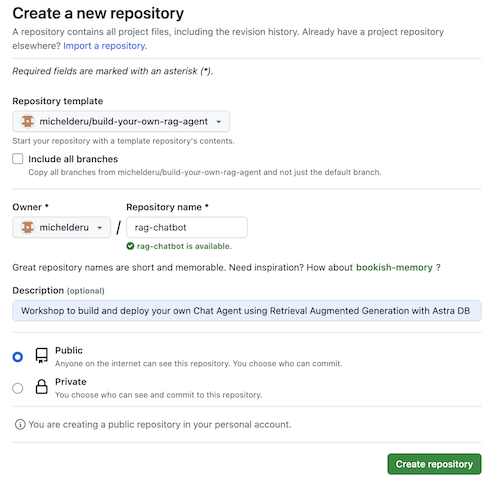 Create a new repository
A repository contains all project files, including the revision history. Already have a project repository
elsewhere? Import a repository.
Required fields are marked with an asterisk (*).
Repository template
michelderu/build-your-own-rag-agent
Start your repository with a template repository's contents.
Include all branches
Copy all branches from michelderu/build-your-own-rag-agent and not just the default branch.
Owner * Repository name *
michelderu / rag-chatbot
rag-chatbot is available.
Great repository names are short and memorable. Need inspiration? How about bookish-memory ?
Description (optional)
Workshop to build and deploy your own Chat Agent using Retrieval Augmented Generation with Astra DB
Public
Anyone on the internet can see this repository. You choose who can commit.
Private
You choose who can see and commit to this repository.
You are creating a public repository in your personal account.
Create repository